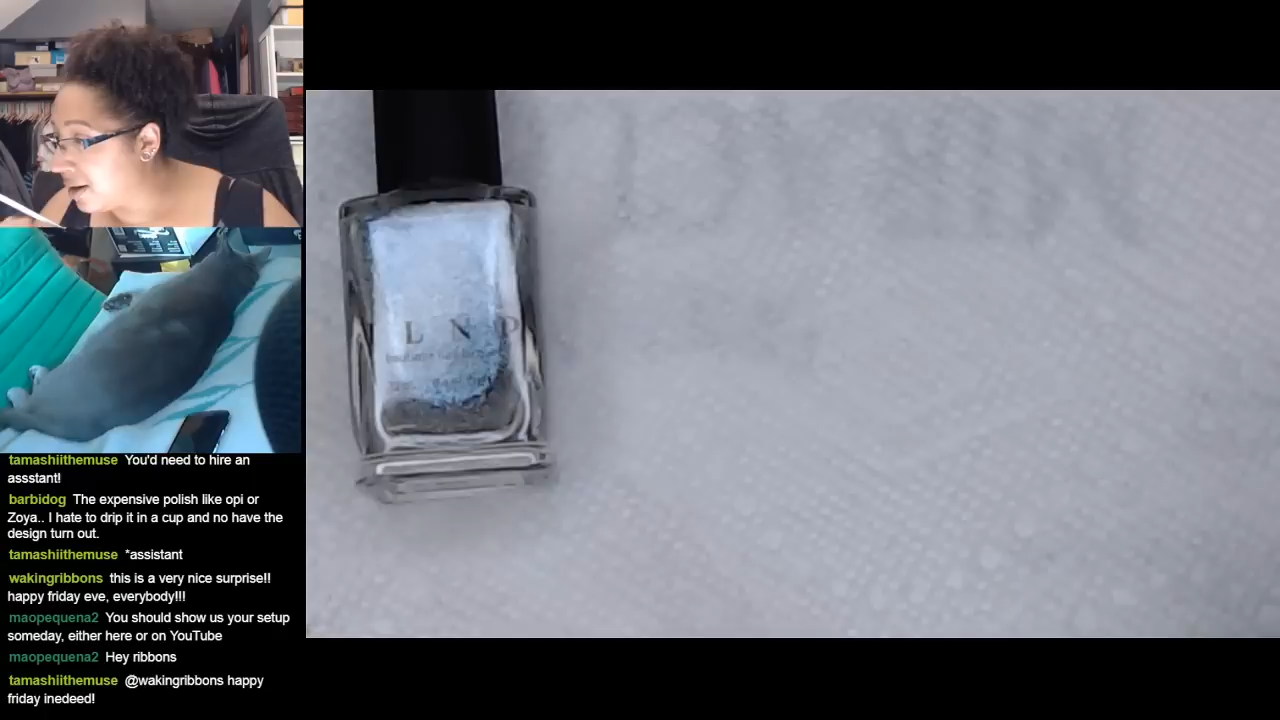 I L N P
boutique
tamashiithemuse You'd need to hire an
assstant!
barbidog The expensive polish like opi or
Zoya.. I hate to drip it in a cup and no have the
design turn out.
tamashiithemuse *assistant
wakingribbons this is a very nice surprise!!
happy friday eve, everybody!!!
maopequena2 You should show us your setup
someday, either here or on YouTube
maopequena2 Hey ribbons
tamashiithemuse @wakingribbons happy
friday inedeed!